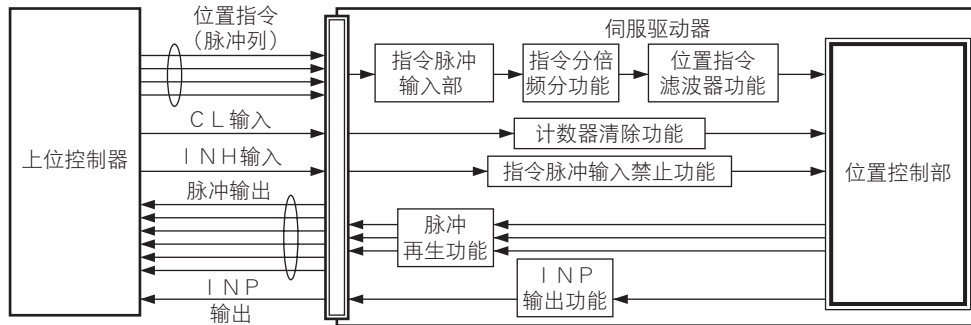 位置指令
（脉冲列）
伺服驱动器
指令脉冲
输入部
指令分倍
频分功能
位置指令
滤波器功能
ＣＬ输入
计数器清除功能
上位控制器
ＩＮＨ输入
指令脉冲输入禁止功能
位置控制部
脉冲输出
脉冲
再生功能
ＩＮＰ
输出
ＩＮＰ
输出功能